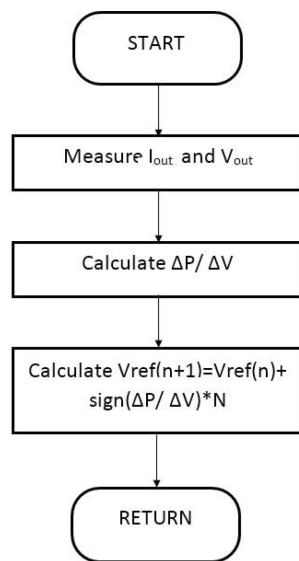 START
Measure Iout and Vout
Calculate ΔP/ ΔV
Calculate Vref(n+1)=Vref(n)+
sign(ΔP/ ΔV)*N
RETURN